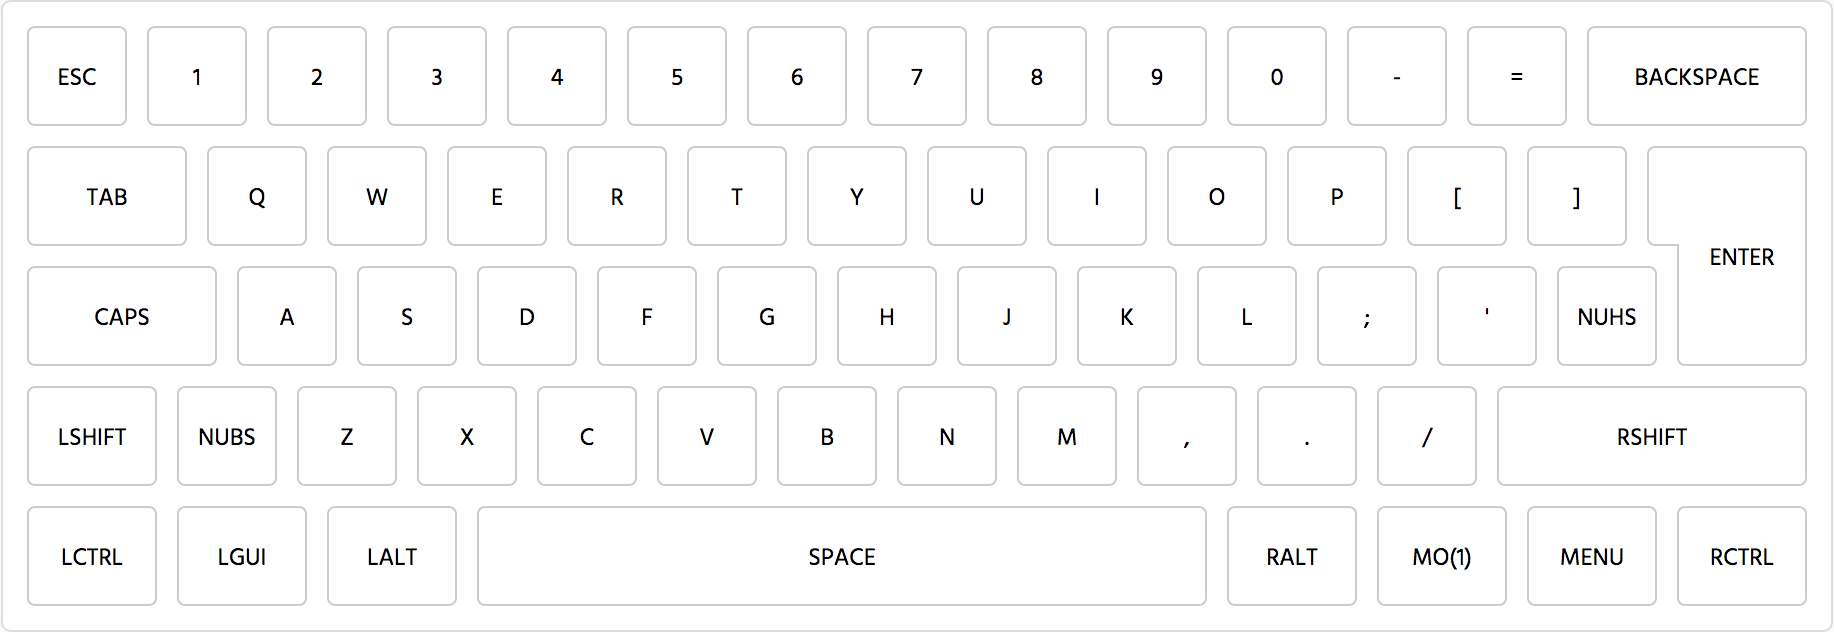 ESC 1 2 3 4 5 6 7 8 9 0 - = BACKSPACE
TAB Q W E R T Y U I O P [ ]
ENTER
CAPS A S D F G H J K L ; ' NUHS
LSHIFT NUBS Z X C V B N M , . / RSHIFT
LCTRL LGUI LALT SPACE RALT MO(1) MENU RCTRL